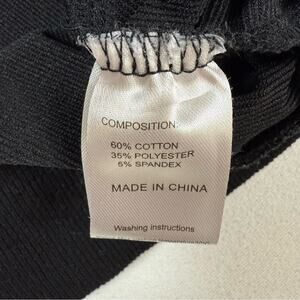 COMPOSITION:
60% COTTON
35% POLYESTER
5% SPANDEX
MADE IN CHINA
Washing instructions